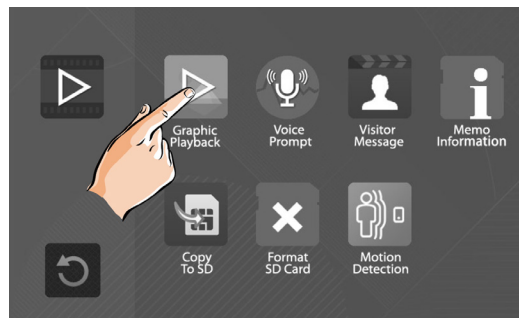 Graphic
Playback
Voice
Prompt
Visitor
Message
Memo
Information
Copy
To SD
Format
SD Card
Motion
Detection